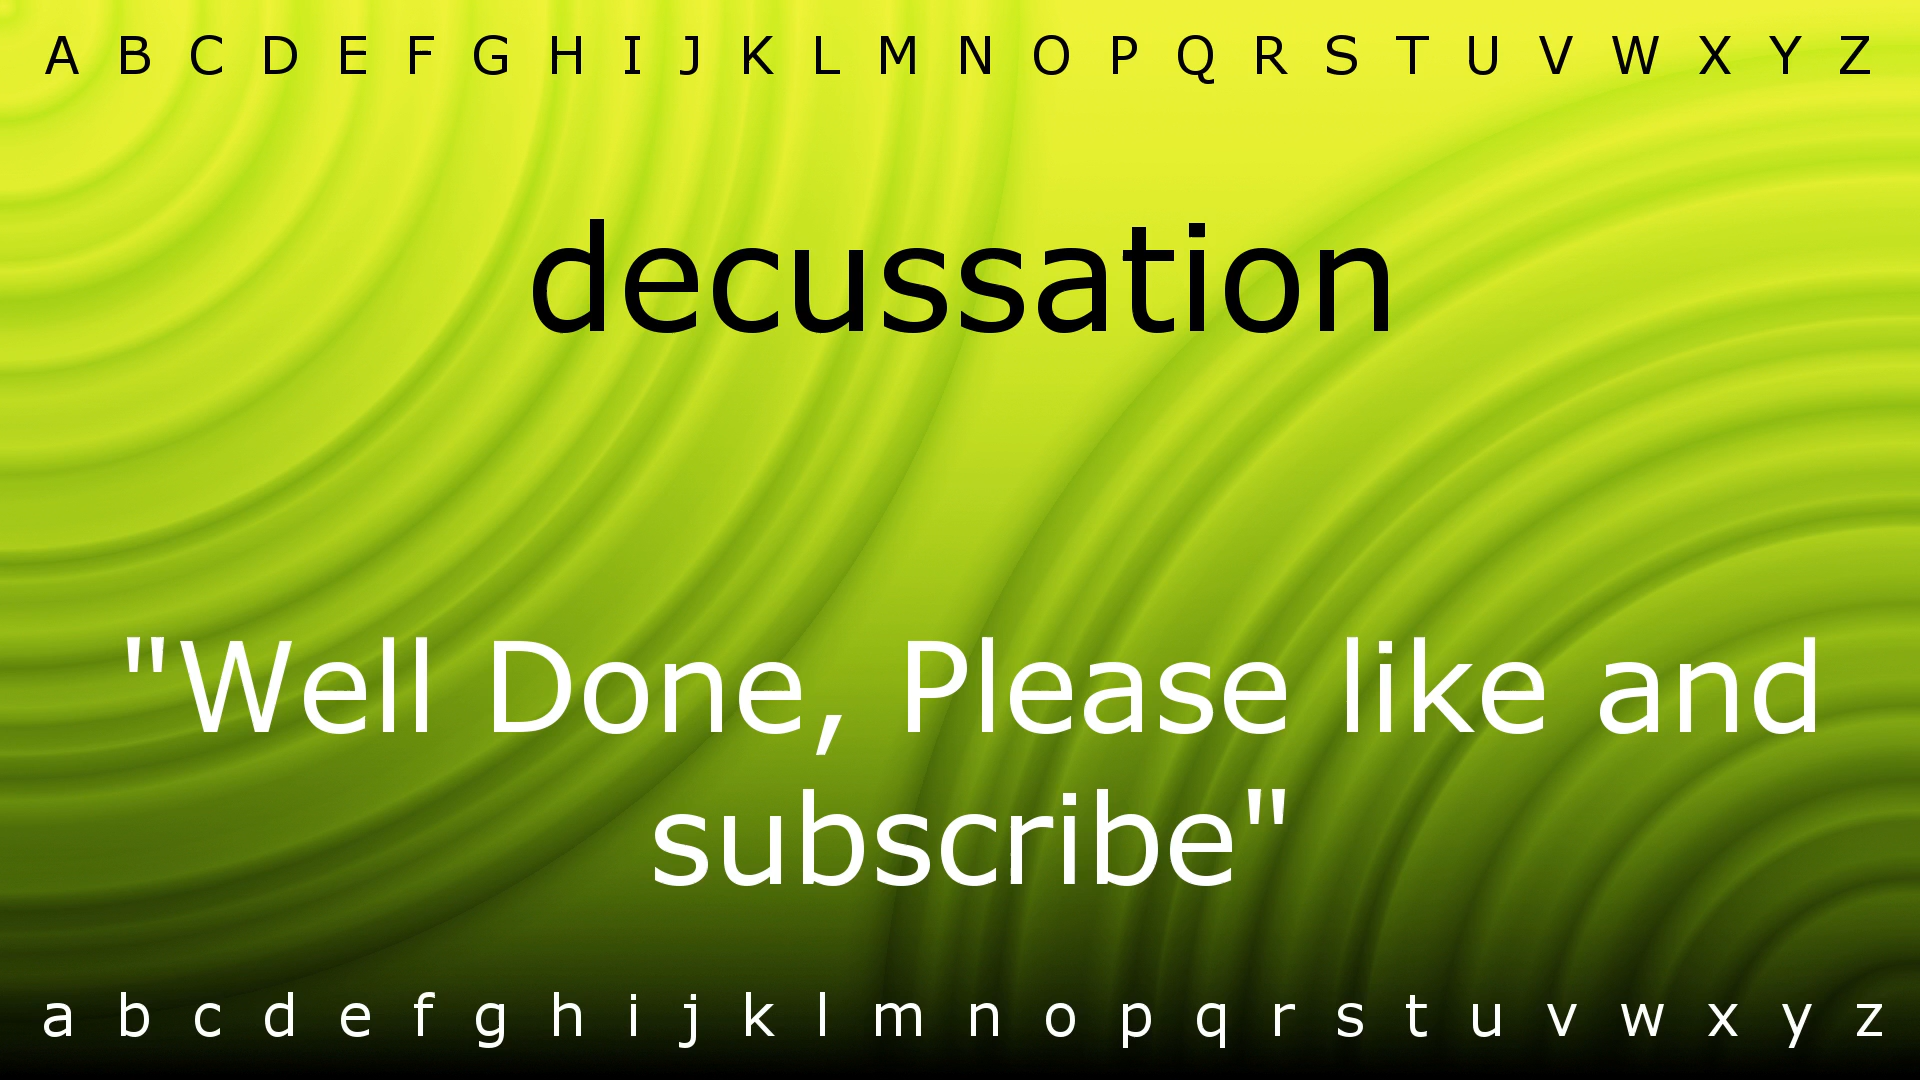 A B C D E F G H I J K L M N O P Q R S T U V W X Y Z
decussation
"Well Done, Please like and
subscribe"
a b c d e f g h i j k l m n o p q r s t u v w x y z